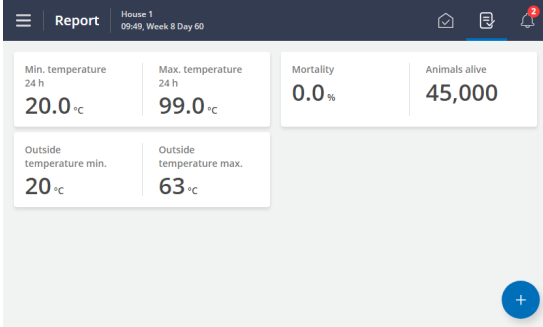 Report
House 1
09:49, Week 8 Day 60
2
Min. temperature
24 h
20.0 °C
Max. temperature
24 h
99.0 °C
Mortality
0.0 %
Animals alive
45,000
Outside
temperature min.
20 °C
Outside
temperature max.
63 °C
+